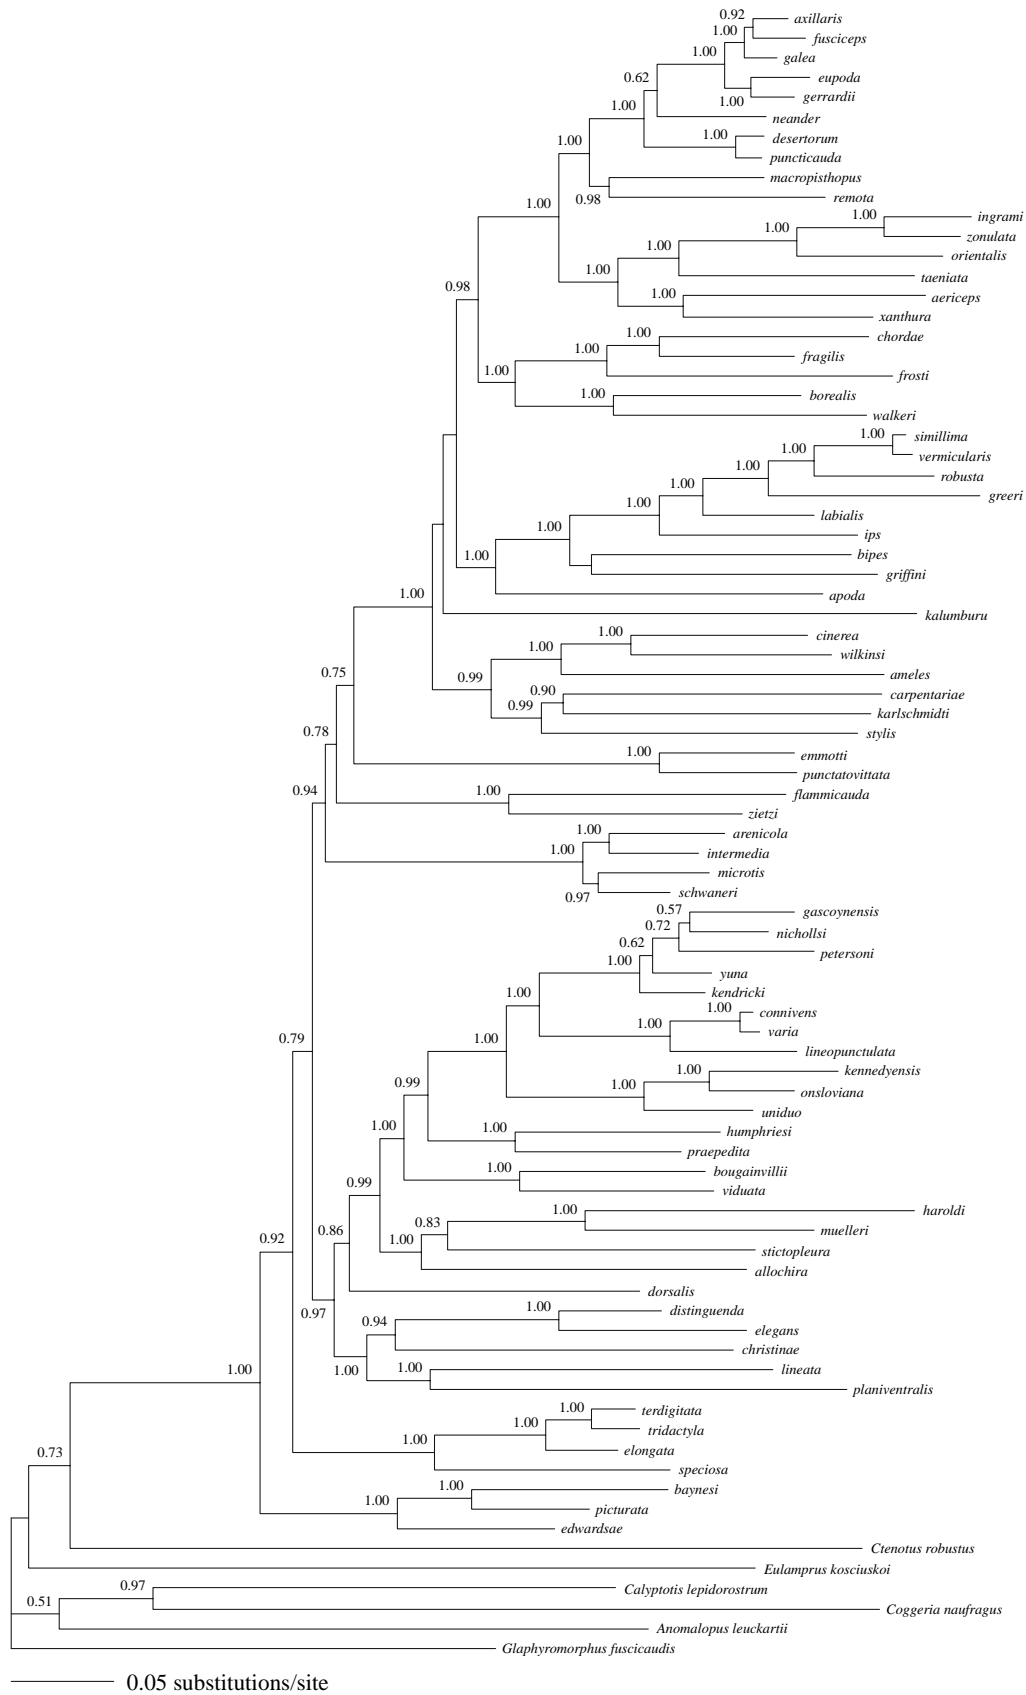 0.92
axillaris
1.00
fusciceps
1.00
galea
0.62
eupoda
1.00
gerrardii
1.00
neander
1.00
desertorum
1.00
puncticauda
macropisthopus
0.98
remota
1.00
1.00
ingrami
1.00
zonulata
1.00
orientalis
1.00
taeniata
0.98
1.00
aericeps
xanthura
1.00
chordae
1.00
fragilis
1.00
frosti
1.00
borealis
walkeri
1.00
simillima
1.00
vermicularis
1.00
robusta
1.00
greeri
1.00
labialis
1.00
ips
1.00
bipes
griffini
1.00
apoda
kalumburu
1.00
cinerea
1.00
wilkinsi
0.75
0.99
ameles
0.90
carpentariae
0.99
karlschmidti
0.78
stylis
1.00
emmotti
punctatovittata
0.94
1.00
flammicauda
zietzi
1.00
arenicola
1.00
intermedia
microtis
0.97
schwaneri
0.57
gascoynensis
0.72
nichollsi
0.62
petersoni
1.00
yuna
1.00
kendricki
1.00
connivens
1.00
varia
0.79
1.00
lineopunctulata
1.00
kennedyensis
0.99
1.00
onsloviana
uniduo
1.00
1.00
humphriesi
praepedita
1.00
bougainvillii
0.99
viduata
1.00
haroldi
0.83
muelleri
0.92
0.86
1.00
stictopleura
allochira
dorsalis
0.97
1.00
distinguenda
0.94
elegans
christinae
1.00
1.00
1.00
lineata
planiventralis
1.00
terdigitata
1.00
tridactyla
1.00
elongata
0.73
speciosa
1.00
baynesi
1.00
picturata
edwardsae
Ctenotus robustus
Eulamprus kosciuskoi
0.97
Calyptotis lepidorostrum
0.51
Coggeria naufragus
Anomalopus leuckartii
Glaphyromorphus fuscicaudis
0.05 substitutions/site